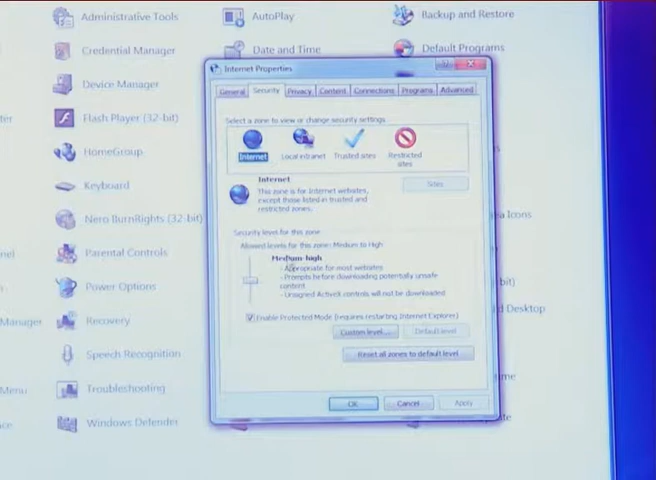 Administrative Tools
AutoPlay
Backup and Restore
Credential Manager
Date and Time
Default Programs
Device Manager
Flash Player (32-bit)
HomeGroup
Keyboard
Nero BurnRights (32-bit)
Parental Controls
Power Options
Manager
Recovery
Speech Recognition
Menu
Troubleshooting
Windows Defender
Internet Properties
General Security Privacy Content Connections Programs Advanced
Select a zone to view or change security settings.
Internet
Local intranet
Trusted sites
Restricted
sites
Internet
Sites
This zone is for Internet websites,
except those listed in trusted and
restricted zones.
Security level for this zone
Allowed levels for this zone: Medium to High
Medium-high
- Appropriate for most websites
- Prompts before downloading potentially unsafe
content
- Unsigned ActiveX controls will not be downloaded
Enable Protected Mode (requires restarting Internet Explorer)
Custom level...
Default level
Reset all zones to default level
OK
Cancel
Apply
Icons
bit)
Desktop